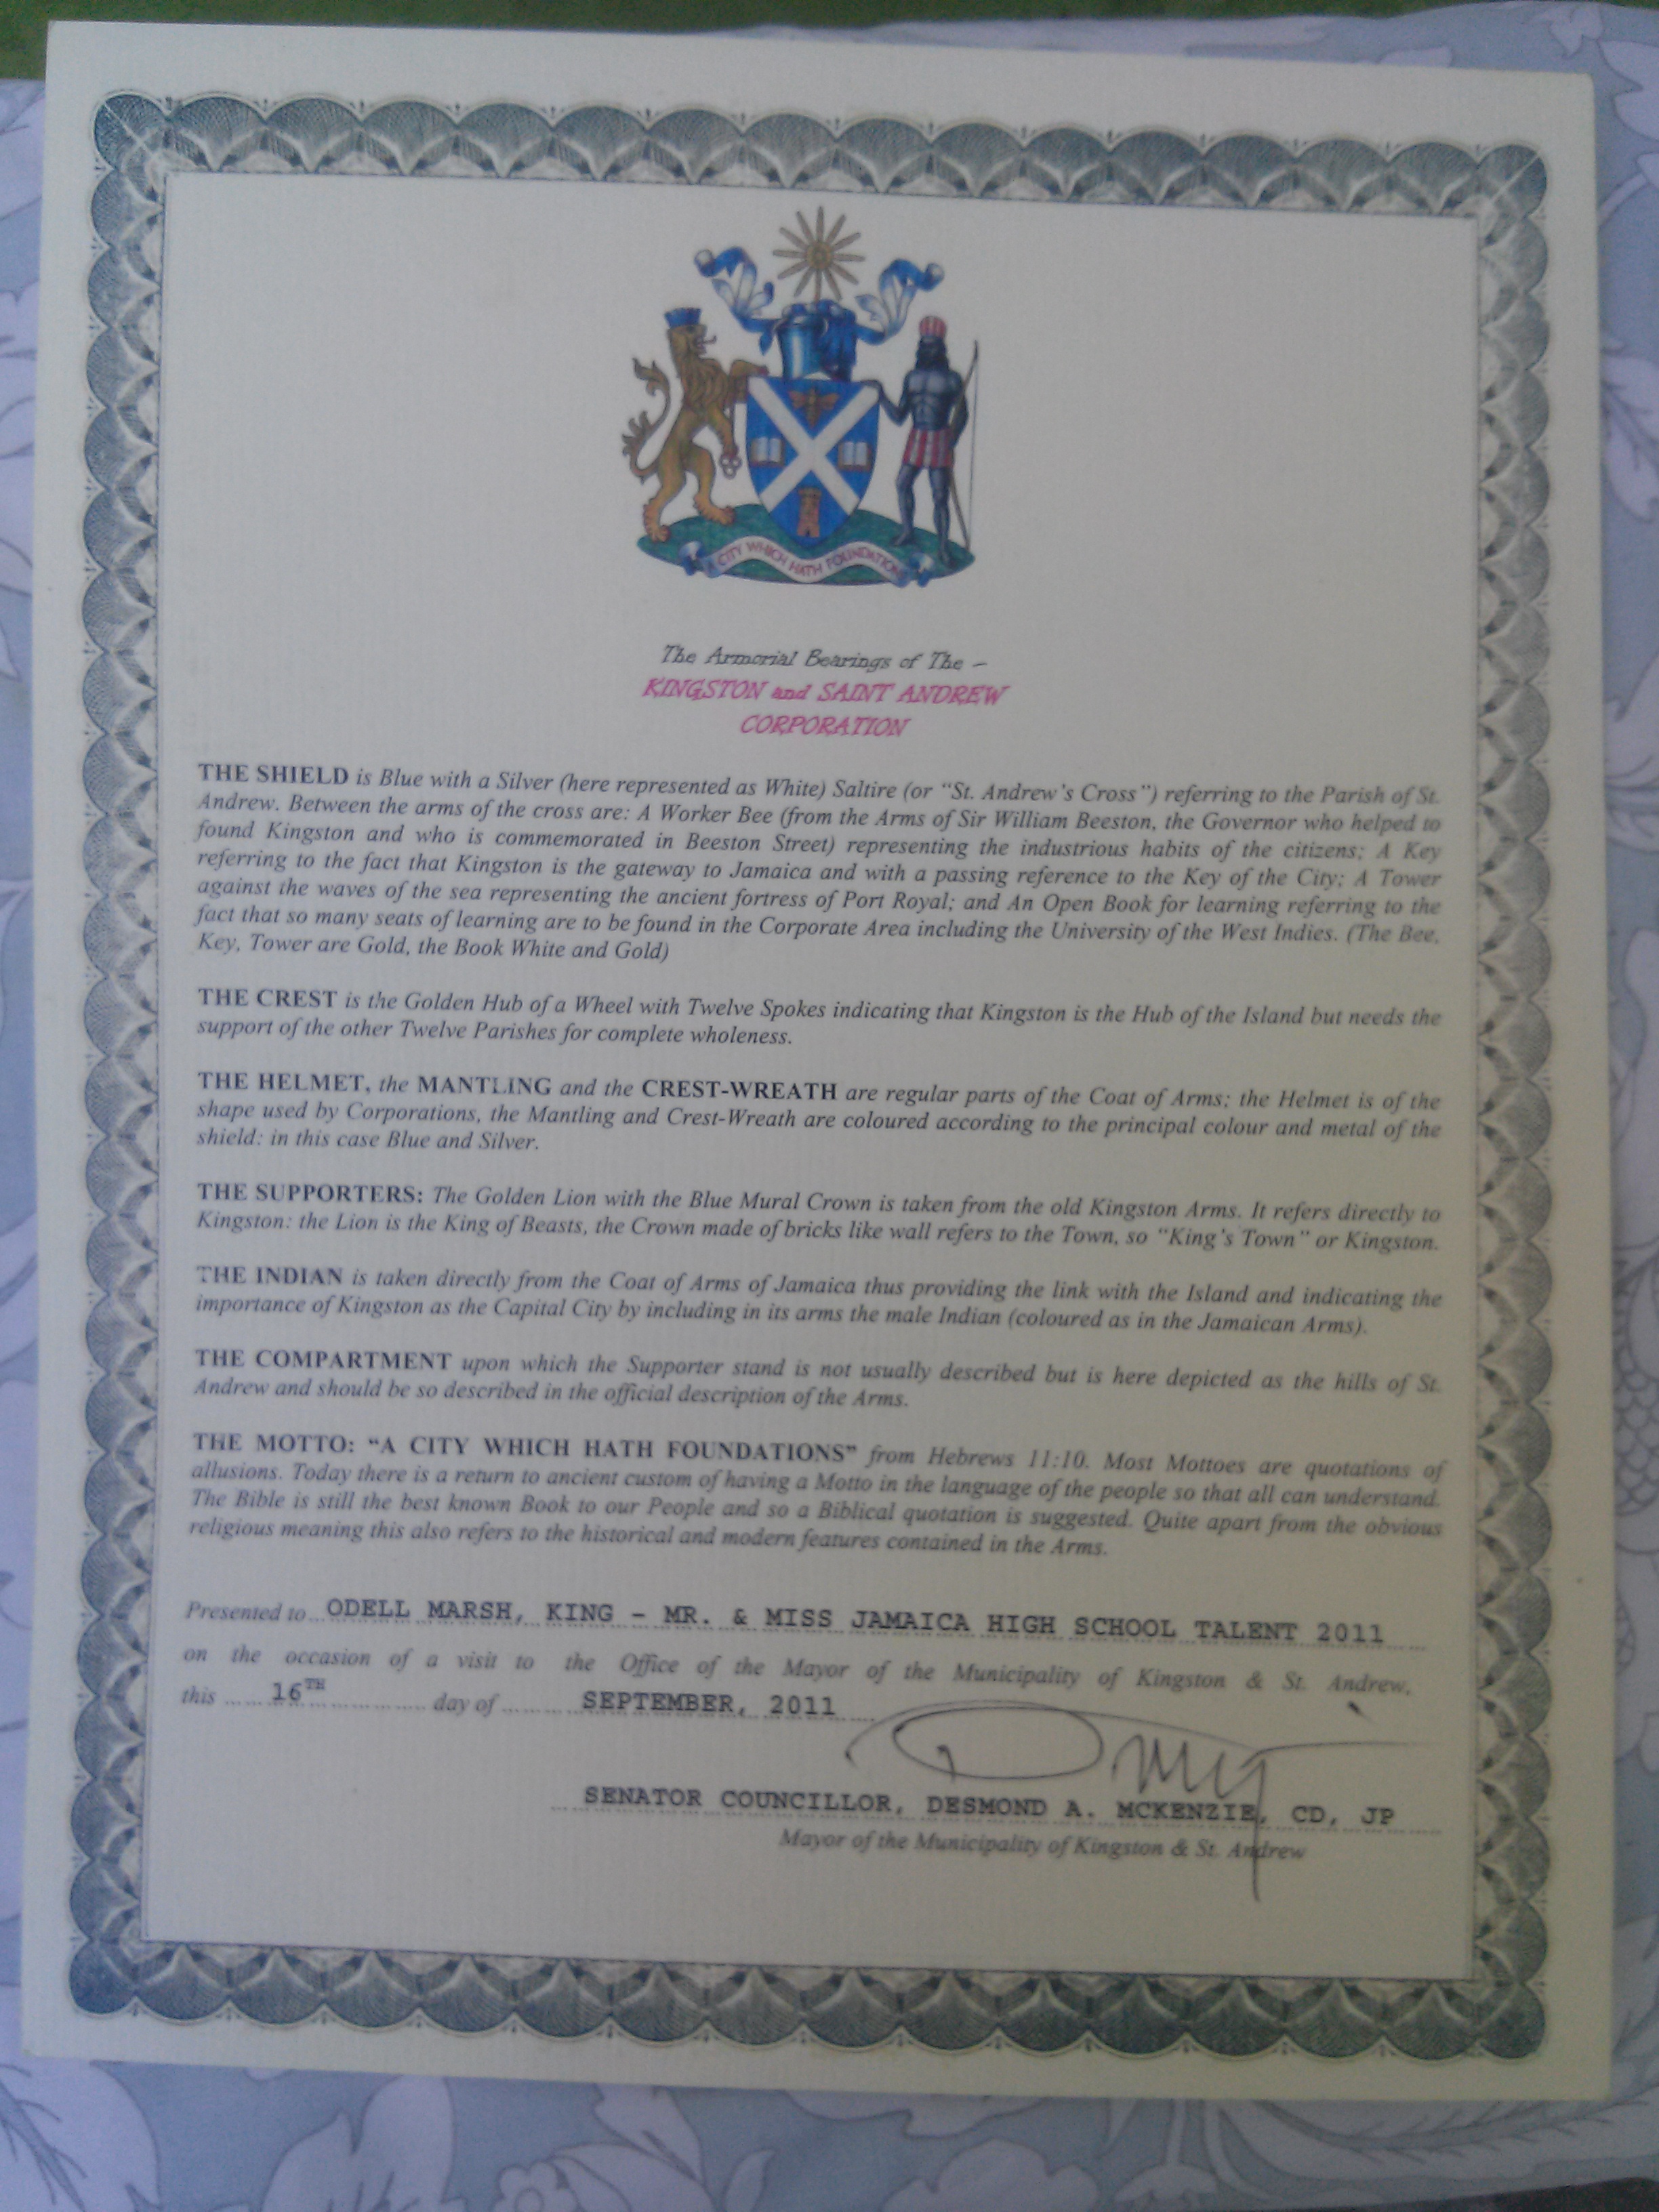 A CITY WHICH HATH FOUNDATIONS
The Armorial Bearings of The –
KINGSTON and SAINT ANDREW
CORPORATION
THE SHIELD is Blue with a Silver (here represented as White) Saltire (or "St. Andrew's Cross") referring to the Parish of St.
Andrew. Between the arms of the cross are: A Worker Bee (from the Arms of Sir William Beeston, the Governor who helped to
found Kingston and who is commemorated in Beeston Street) representing the industrious habits of the citizens; A Key
referring to the fact that Kingston is the gateway to Jamaica and with a passing reference to the Key of the City; A Tower
against the waves of the sea representing the ancient fortress of Port Royal; and An Open Book for learning referring to the
fact that so many seats of learning are to be found in the Corporate Area including the University of the West Indies. (The Bee,
Key, Tower are Gold, the Book White and Gold)
THE CREST is the Golden Hub of a Wheel with Twelve Spokes indicating that Kingston is the Hub of the Island but needs the
support of the other Twelve Parishes for complete wholeness.
THE HELMET, the MANTLING and the CREST-WREATH are regular parts of the Coat of Arms; the Helmet is of the
shape used by Corporations, the Mantling and Crest-Wreath are coloured according to the principal colour and metal of the
shield: in this case Blue and Silver.
THE SUPPORTERS: The Golden Lion with the Blue Mural Crown is taken from the old Kingston Arms. It refers directly to
Kingston: the Lion is the King of Beasts, the Crown made of bricks like wall refers to the Town, so "King's Town" or Kingston.
THE INDIAN is taken directly from the Coat of Arms of Jamaica thus providing the link with the Island and indicating the
importance of Kingston as the Capital City by including in its arms the male Indian (coloured as in the Jamaican Arms).
THE COMPARTMENT upon which the Supporter stand is not usually described but is here depicted as the hills of St.
Andrew and should be so described in the official description of the Arms.
THE MOTTO: "A CITY WHICH HATH FOUNDATIONS" from Hebrews 11:10. Most Mottoes are quotations of
allusions. Today there is a return to ancient custom of having a Motto in the language of the people so that all can understand.
The Bible is still the best known Book to our People and so a Biblical quotation is suggested. Quite apart from the obvious
religious meaning this also refers to the historical and modern features contained in the Arms.
Presented to ODELL MARSH, KING – MR. & MISS JAMAICA HIGH SCHOOL TALENT 2011
on the occasion of a visit to the Office of the Mayor of the Municipality of Kingston & St. Andrew,
this 16TH day of SEPTEMBER, 2011
SENATOR COUNCILLOR, DESMOND A. MCKENZIE, CD, JP
Mayor of the Municipality of Kingston & St. Andrew